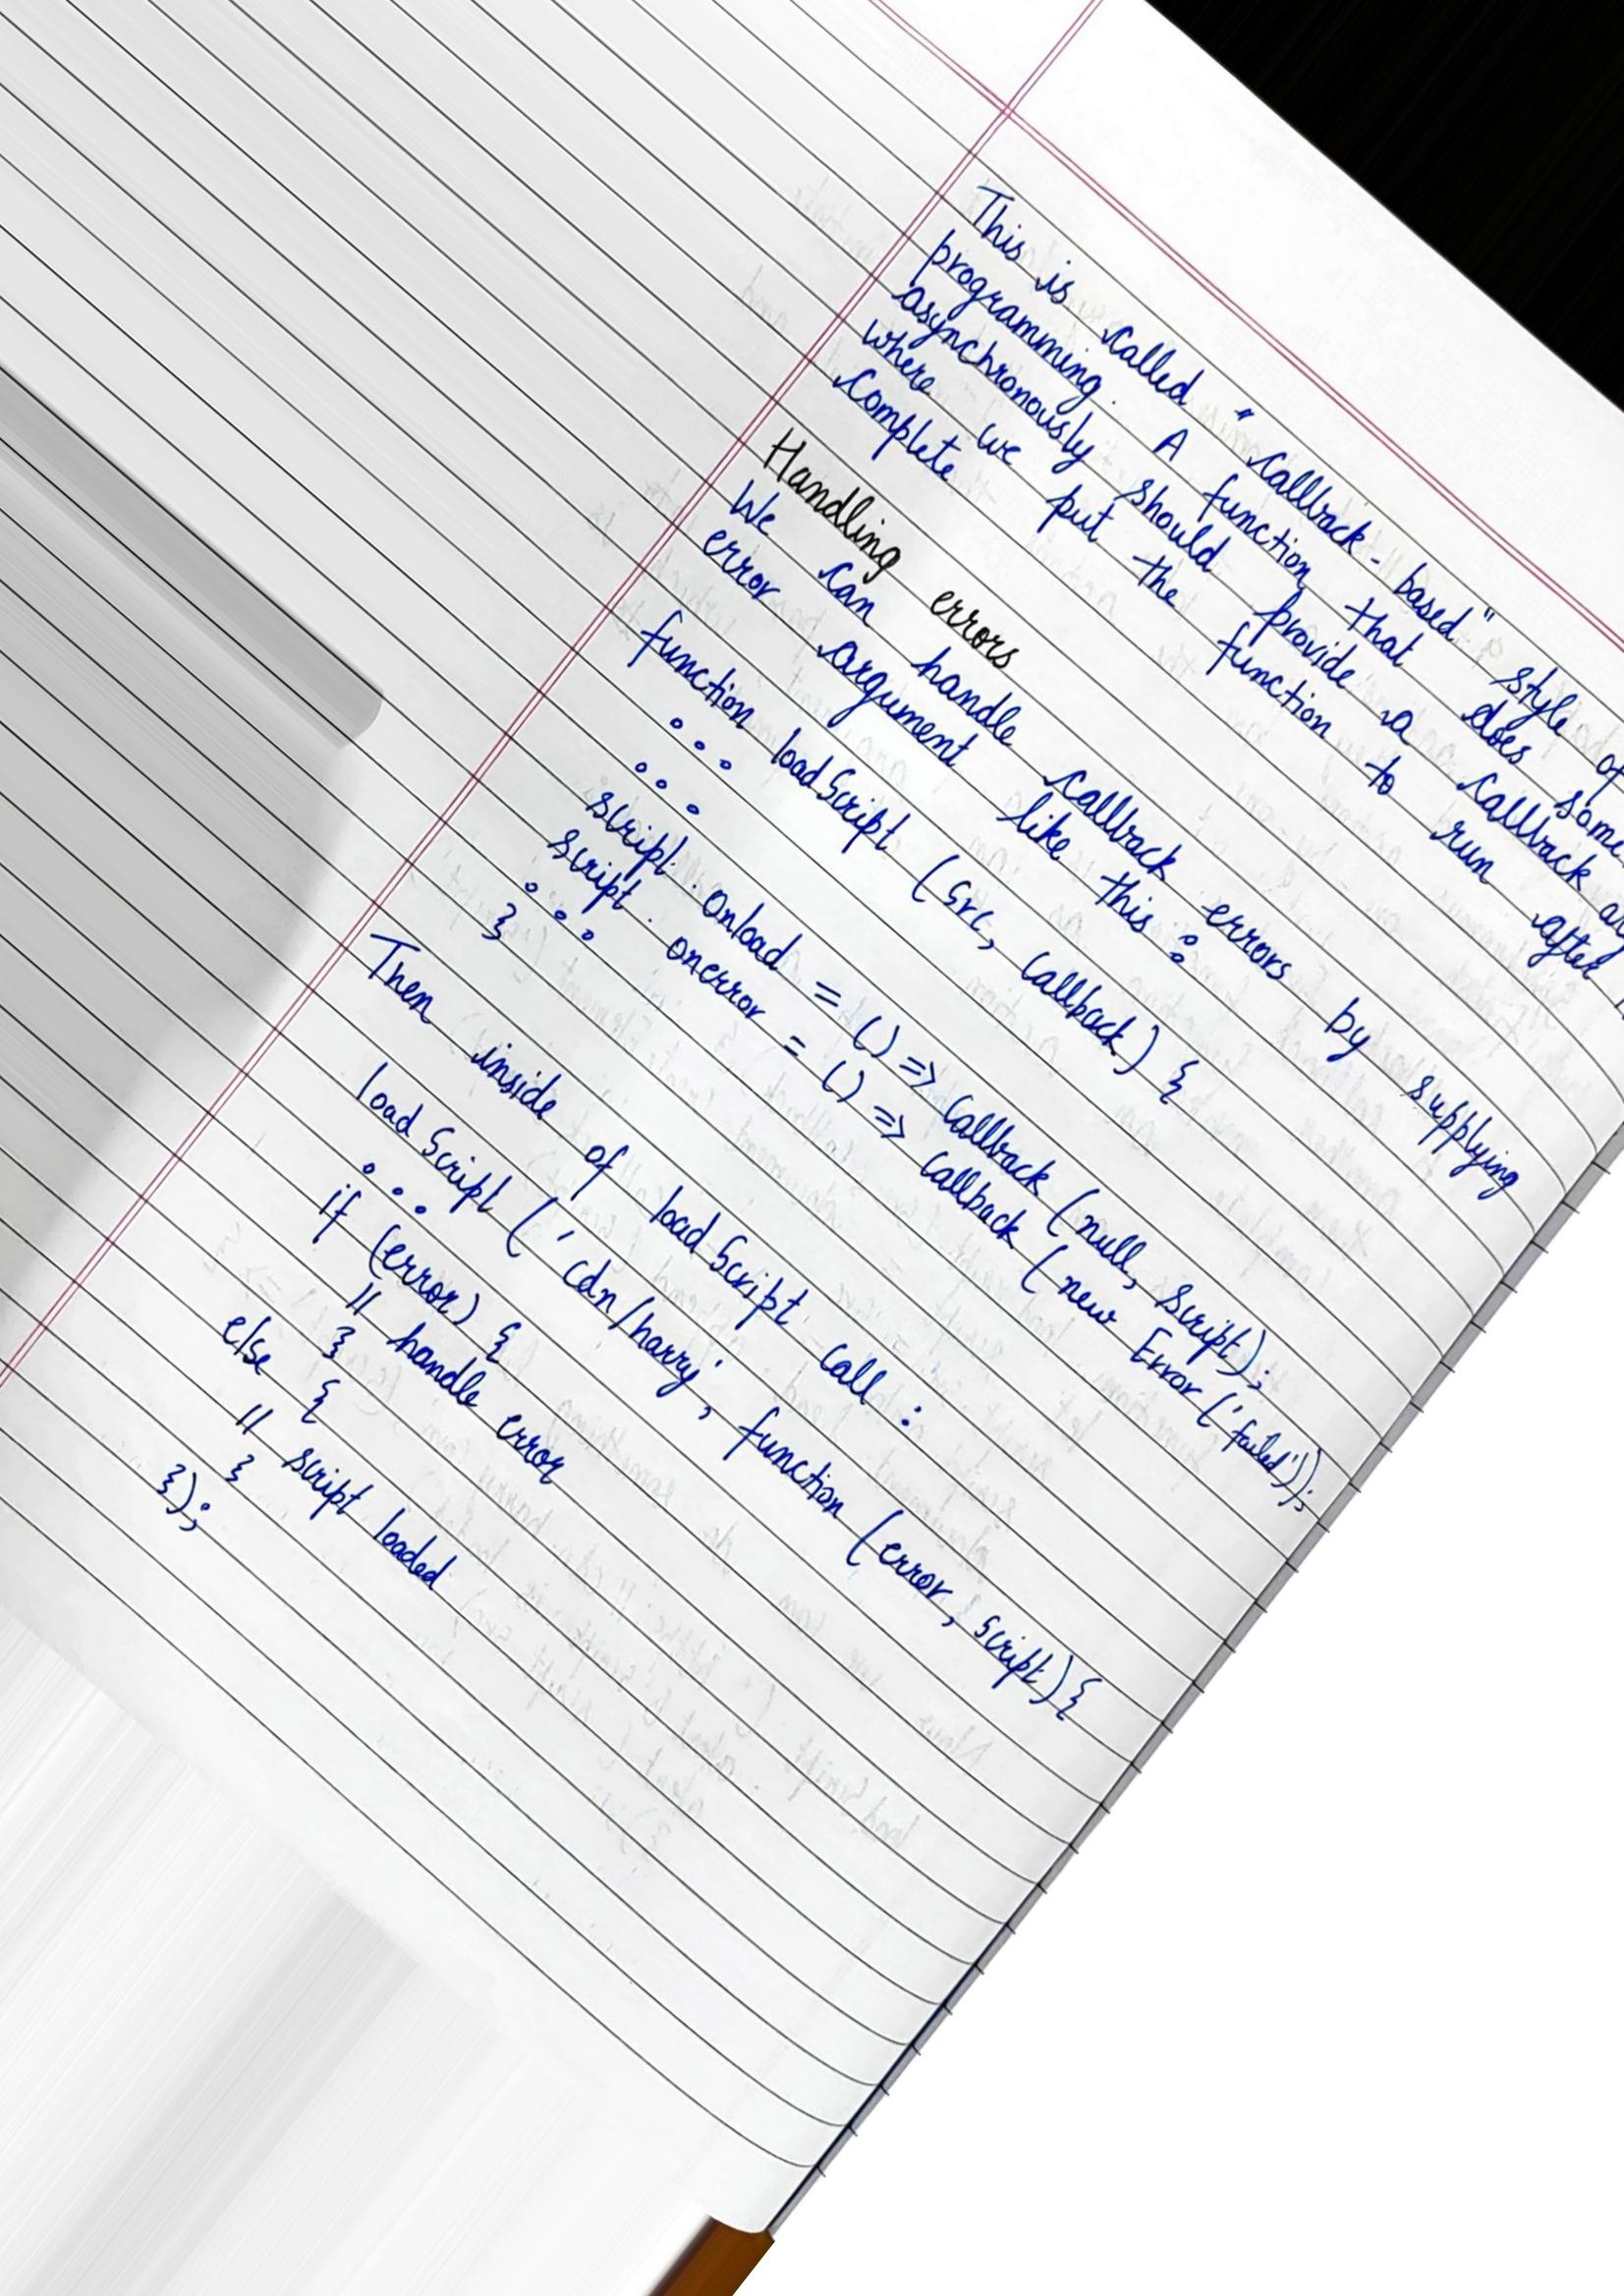 This is called "callback-based" style of
programming. A function that does some
asynchronously should provide a callback
where we put the function to run after
complete
Handling errors
We can handle callback errors by supplying
error argument like this :
function loadScript (src, callback) {
...
...
script.onload = () => callback (null, script);
script.onerror = () => callback (new Error ('failed'));
...
}
Then inside of loadScript call :
loadScript ('cdn/harry', function (error, script) {
...
if (error) {
// handle error
}
else {
// script loaded
}
});